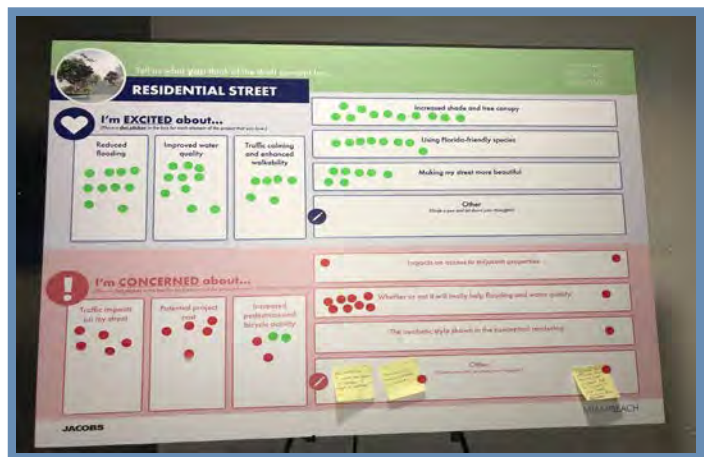 Tell us what you think of the draft concept for...
RESIDENTIAL STREET
I'm EXCITED about...
Reduced
flooding
Improved water
quality
Traffic calming
and enhanced
walkability
Increased shade and tree canopy
Using Florida-friendly species
Making my street more beautiful
Other
I'm CONCERNED about...
Traffic impacts
on my street
Potential project
cost
Increased
pedestrian and
bicycle activity
Impacts on access to adjacent properties
Whether or not it will really help flooding and water quality
The aesthetic style shown in the conceptual rendering
Other
JACOBS
MIAMI BEACH